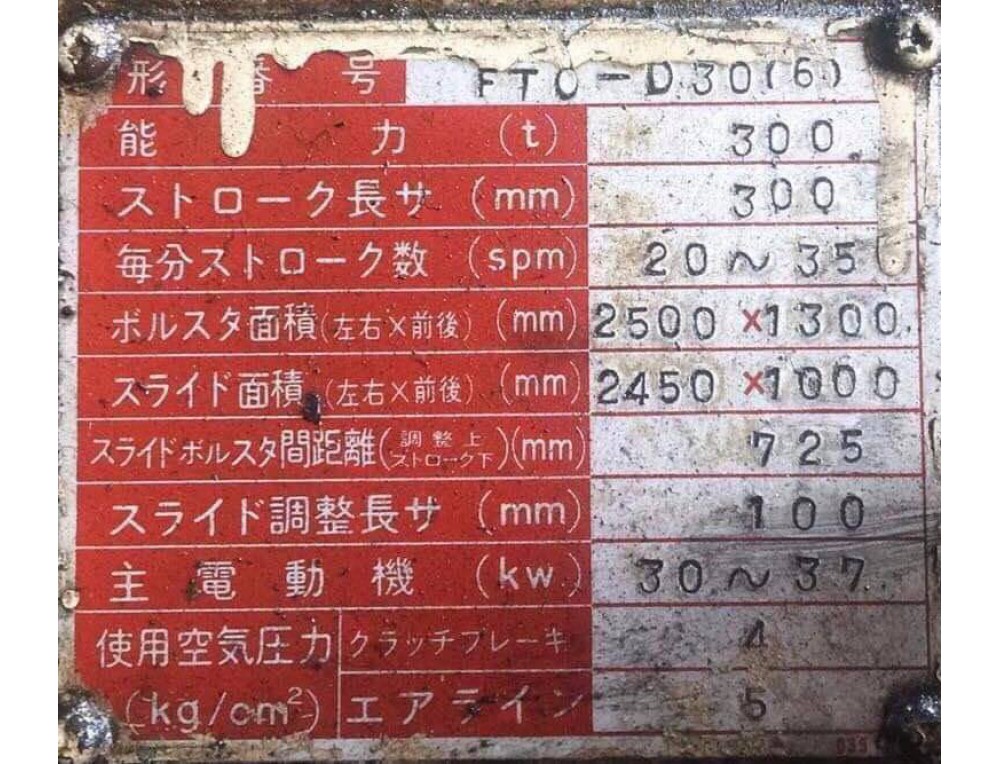 形式番号 FTO-D30(6)
能力 (t) 300
ストローク長サ (mm) 300
毎分ストローク数 (spm) 20～35
ボルスタ面積(左右×前後) (mm) 2500×1300
スライド面積(左右×前後) (mm) 2450×1000
スライドボルスタ間距離(調整上ストローク下)(mm) 725
スライド調整長サ (mm) 100
主電動機 (kw) 30～37
使用空気圧力 クラッチブレーキ 4
(kg/cm²) エアライン 5